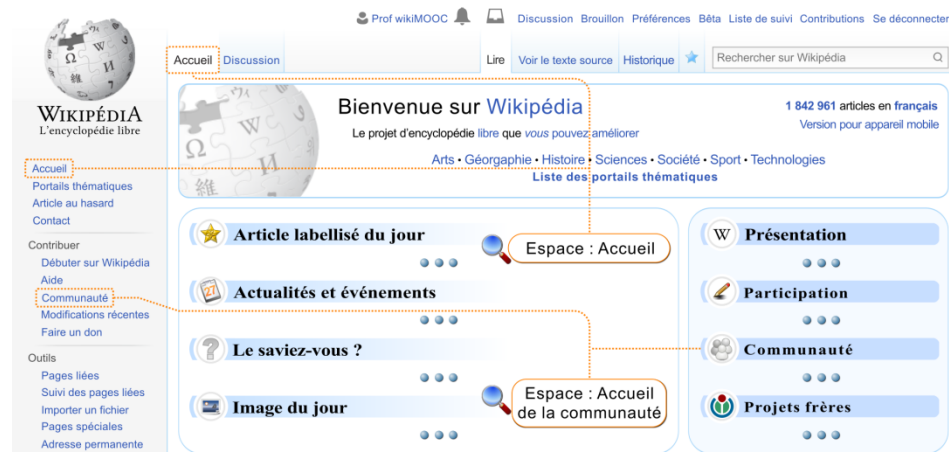 Prof wikiMOOC Discussion Brouillon Préférences Bêta Liste de suivi Contributions Se déconnecter
Accueil Discussion Lire Voir le texte source Historique Rechercher sur Wikipédia
WIKIPÉDIA
L'encyclopédie libre
Accueil
Portails thématiques
Article au hasard
Contact
Contribuer
Débuter sur Wikipédia
Aide
Communauté
Modifications récentes
Faire un don
Outils
Pages liées
Suivi des pages liées
Importer un fichier
Pages spéciales
Adresse permanente
Bienvenue sur Wikipédia
Le projet d'encyclopédie libre que vous pouvez améliorer
1 842 961 articles en français
Version pour appareil mobile
Arts • Géorgaphie • Histoire • Sciences • Société • Sport • Technologies
Liste des portails thématiques
Article labellisé du jour
Espace : Accueil
27
Actualités et événements
Le saviez-vous ?
Espace : Accueil
de la communauté
Image du jour
W Présentation
Participation
Communauté
Projets frères